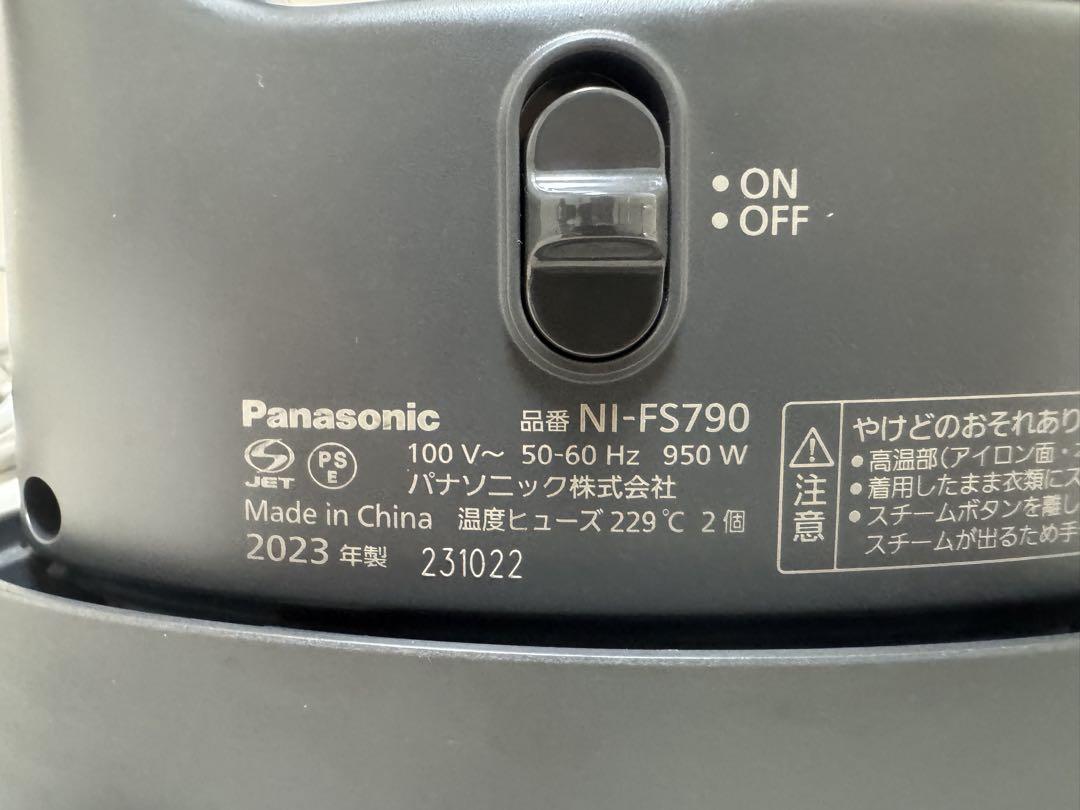 ● ON
● OFF
Panasonic 品番 NI-FS790
JET PS E 100 V～ 50-60 Hz 950 W
パナソニック株式会社
Made in China 温度ヒューズ 229℃ 2個
2023 年製 231022
注意
やけどのおそれあり
● 高温部(アイロン面・
● 着用したまま衣類にス
● スチームボタンを離し
スチームが出るため手